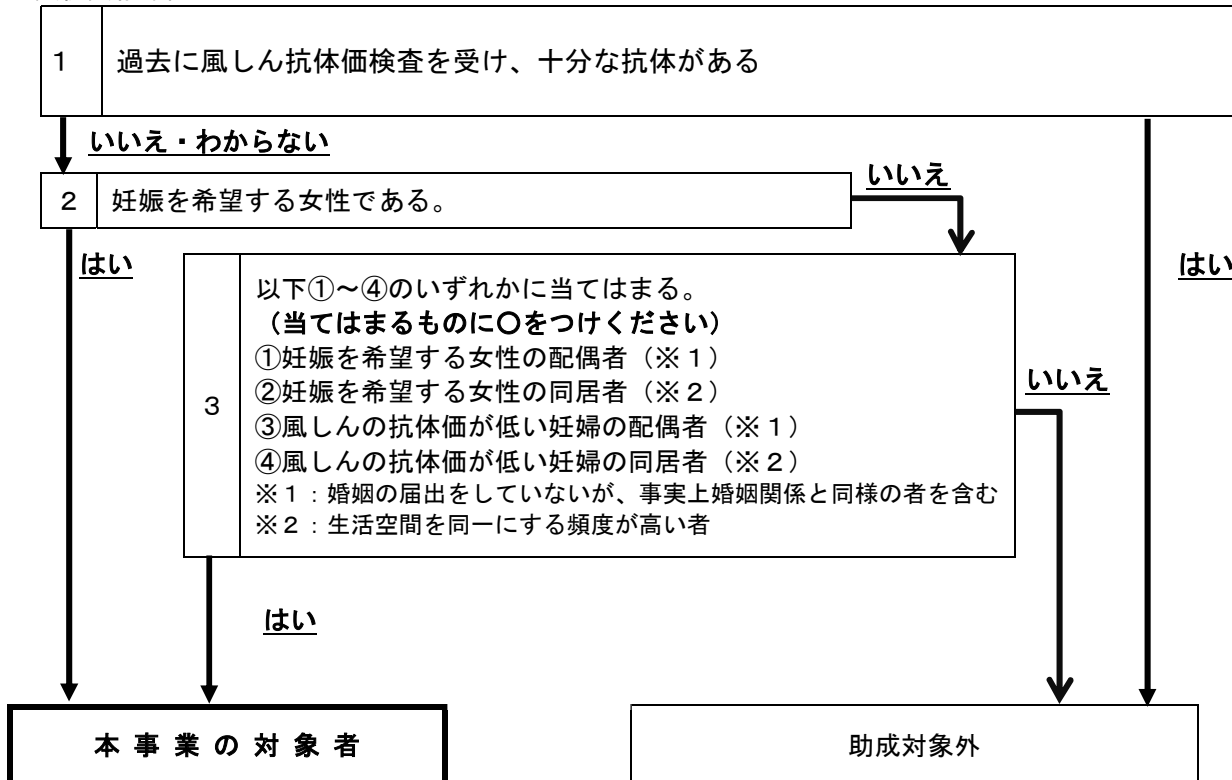 1 過去に風しん抗体価検査を受け、十分な抗体がある
いいえ・わからない
2 妊娠を希望する女性である。
いいえ
はい
はい
3
以下①~④のいずれかに当てはまる。
(当てはまるものに〇をつけください)
①妊娠を希望する女性の配偶者(※1)
②妊娠を希望する女性の同居者(※2)
③風しんの抗体価が低い妊婦の配偶者(※1)
④風しんの抗体価が低い妊婦の同居者(※2)
※1:婚姻の届出をしていないが、事実上婚姻関係と同様の者を含む
※2:生活空間を同一にする頻度が高い者
いいえ
はい
本事業の対象者
助成対象外